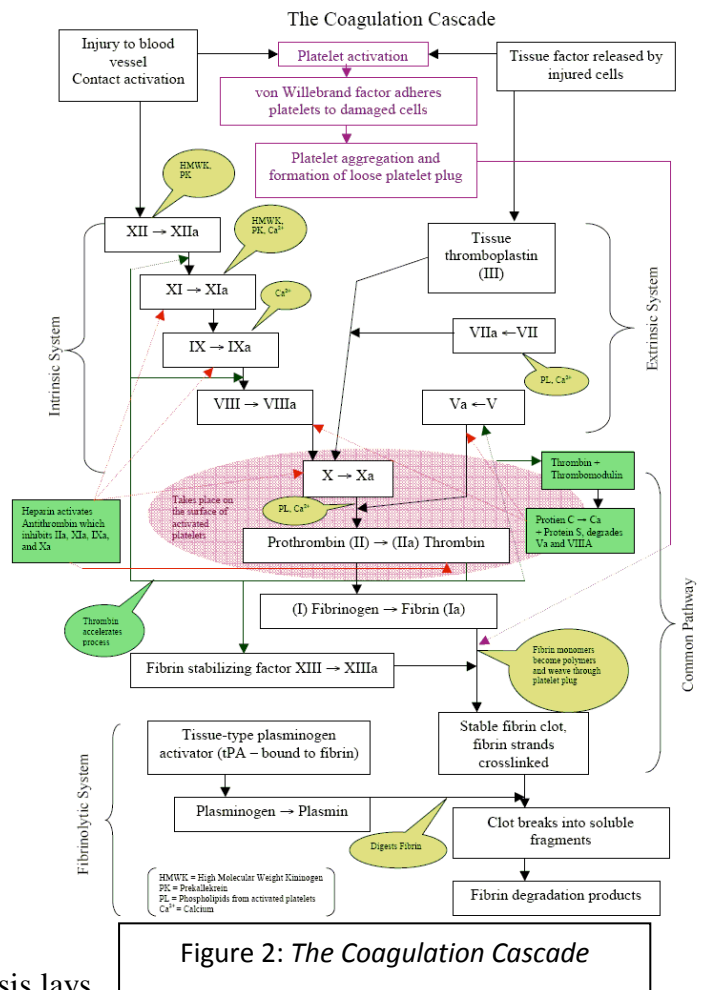 The Coagulation Cascade
Injury to blood
vessel
Contact activation
Platelet activation
Tissue factor released by
injured cells
von Willebrand factor adheres
platelets to damaged cells
Platelet aggregation and
formation of loose platelet plug
HMWK,
PK
XII → XIIa
HMWK,
PK, Ca²⁺
Tissue
thromboplastin
(III)
XI → XIa
Ca²⁺
Intrinsic System
Extrinsic System
IX → IXa
VIIa ←VII
PL, Ca²⁺
VIII → VIIIa
Va ←V
X → Xa
Thrombin +
Thrombomodulin
Takes place on
the surface of
activated
platelets
PL, Ca²⁺
Heparin activates
Antithrombin which
inhibits IIa, XIa, IXa,
and Xa
Protien C → Ca
+ Protein S, degrades
Va and VIIIA
Prothrombin (II) → (IIa) Thrombin
(I) Fibrinogen → Fibrin (Ia)
Thrombin
accelerates
process
Common Pathway
Fibrin stabilizing factor XIII → XIIIa
Fibrin monomers
become polymers
and weave through
platelet plug
Tissue-type plasminogen
activator (tPA – bound to fibrin)
Stable fibrin clot,
fibrin strands
crosslinked
Fibrinolytic System
Plasminogen → Plasmin
Clot breaks into soluble
fragments
Digests Fibrin
HMWK = High Molecular Weight Kininogen
PK = Prekallekrein
PL = Phospholipids from activated platelets
Ca²⁺ = Calcium
Fibrin degradation products
Figure 2: The Coagulation Cascade
sis lays